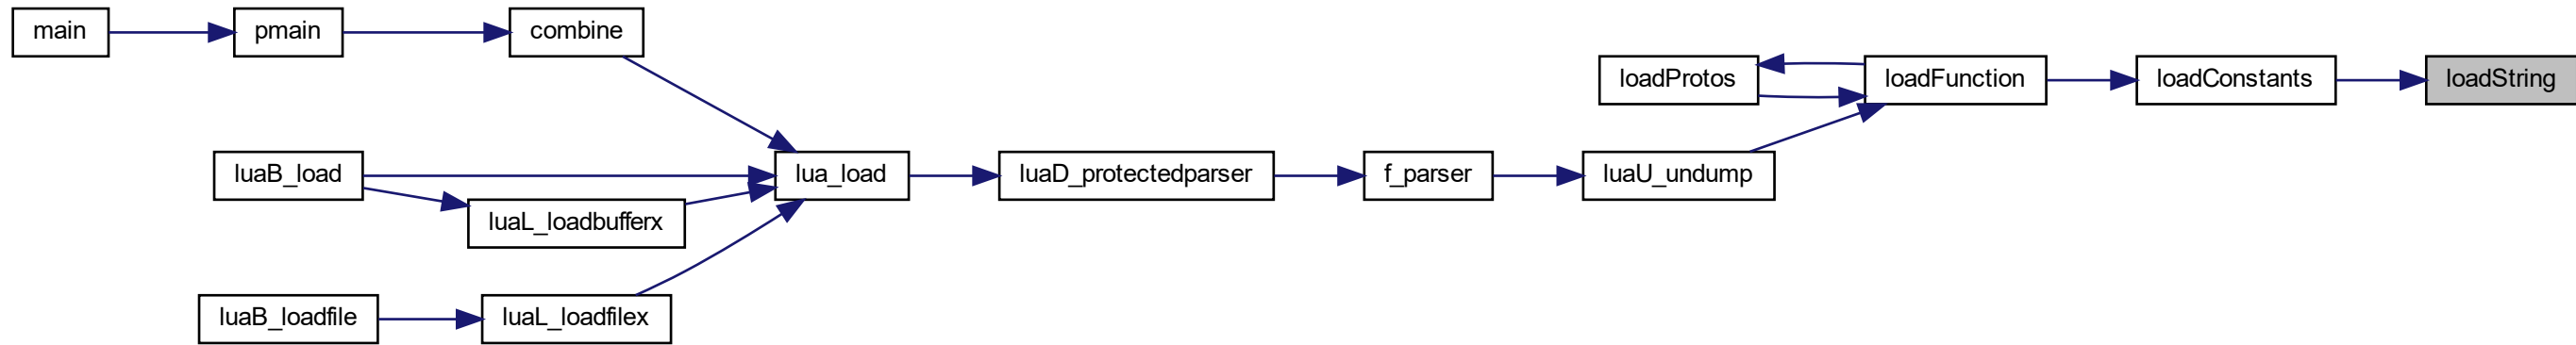 main
pmain
combine
loadProtos
loadFunction
loadConstants
loadString
luaB_load
lua_load
luaD_protectedparser
f_parser
luaU_undump
luaL_loadbufferx
luaB_loadfile
luaL_loadfilex